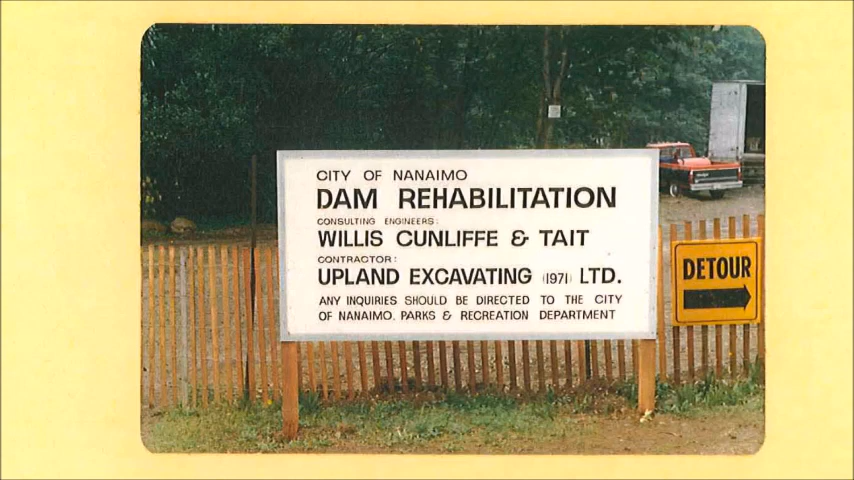 CITY OF NANAIMO
DAM REHABILITATION
CONSULTING ENGINEERS:
WILLIS CUNLIFFE & TAIT
CONTRACTOR:
UPLAND EXCAVATING (1971) LTD.
ANY INQUIRIES SHOULD BE DIRECTED TO THE CITY
OF NANAIMO, PARKS & RECREATION DEPARTMENT
DETOUR